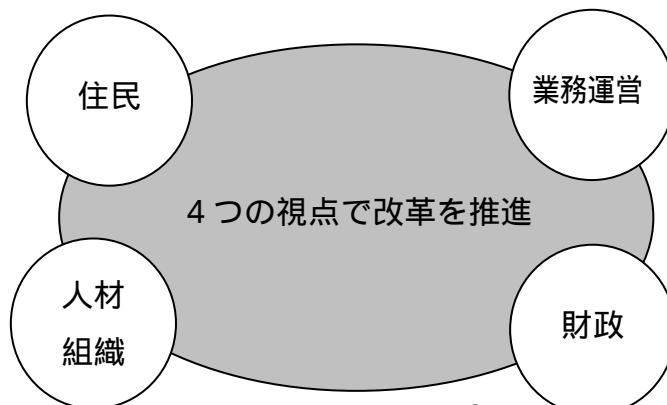 住民
業務運営
４つの視点で改革を推進
人材
組織
財政